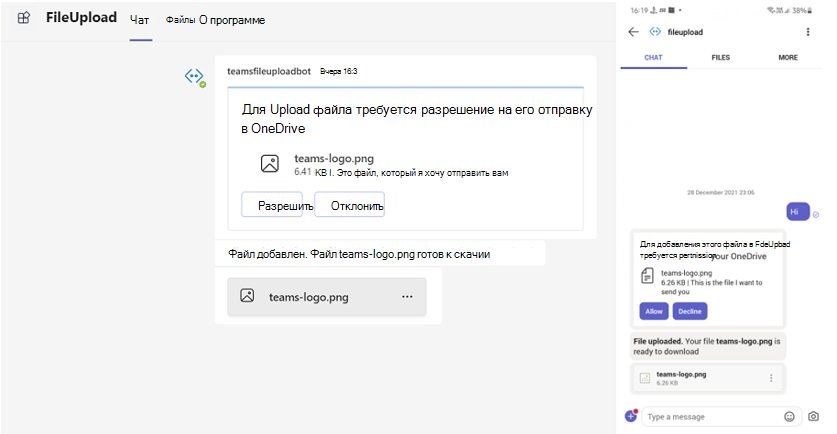 FileUpload Чат Файлы О программе
teamsfileuploadbot Вчера 16:3
Для Upload файла требуется разрешение на его отправку
в OneDrive
teams-logo.png
6.41 KB I. Это файл, который я хочу отправить вам
Разрешить Отклонить
Файл добавлен. Файл teams-logo.png готов к скачии
teams-logo.png
16:19 38%
fileupload
CHAT FILES MORE
28 December 2021 23:06
Hi
Для добавления этого файла в FdeUpbad
требуется pertnission your OneDrive
teams-logo.png
6.26 KB | This is the file I want to
send you
Allow Decline
File uploaded. Your file teams-logo.png is
ready to download
teams-logo.png
6.26 KB
Type a message